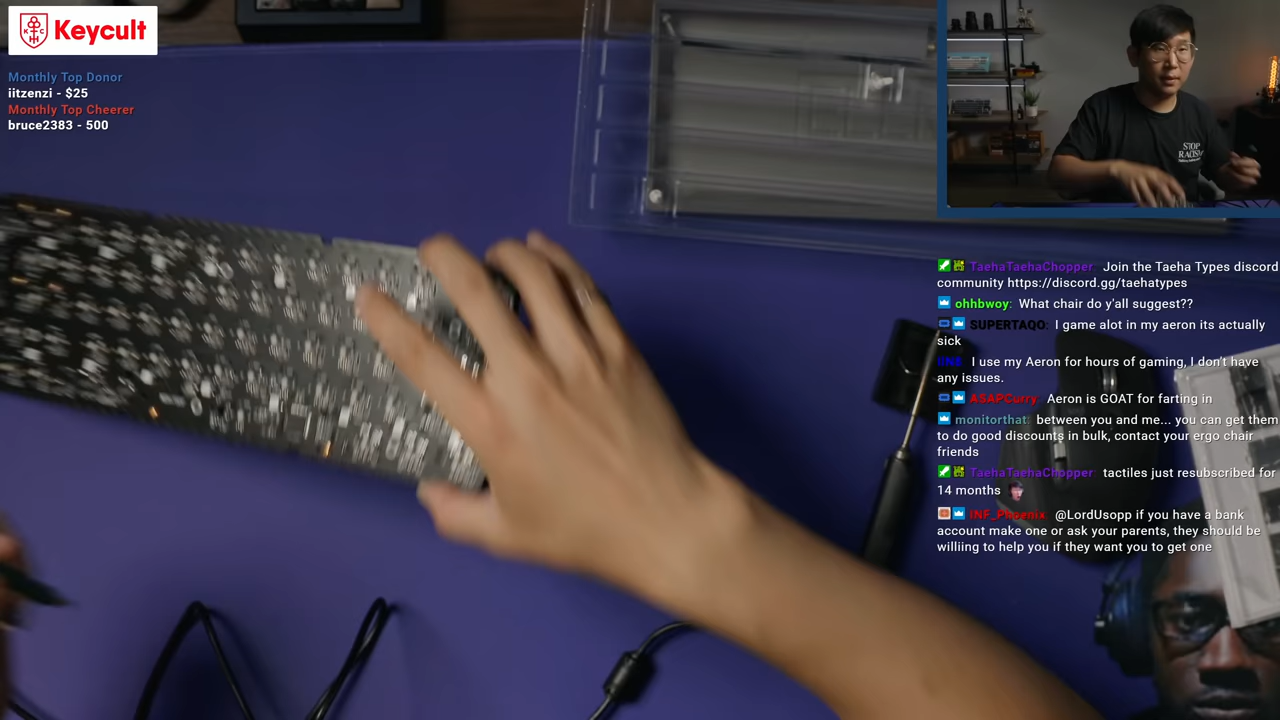 Keycult
Monthly Top Donor
iitzenzi - $25
Monthly Top Cheerer
bruce2383 - 500
STOP
TaehaTaehaChopper: Join the Taeha Types discord
community https://discord.gg/taehatypes
ohhbwoy: What chair do y'all suggest??
SUPERTAQO: I game alot in my aeron its actually
sick
I use my Aeron for hours of gaming, I don't have
any issues.
ASAPCurry: Aeron is GOAT for farting in
monitorthat: between you and me... you can get them
to do good discounts in bulk, contact your ergo chair
friends
TaehaTaehaChopper: tactiles just resubscribed for
14 months
INF_Phoenix: @LordUsopp if you have a bank
account make one or ask your parents, they should be
williing to help you if they want you to get one